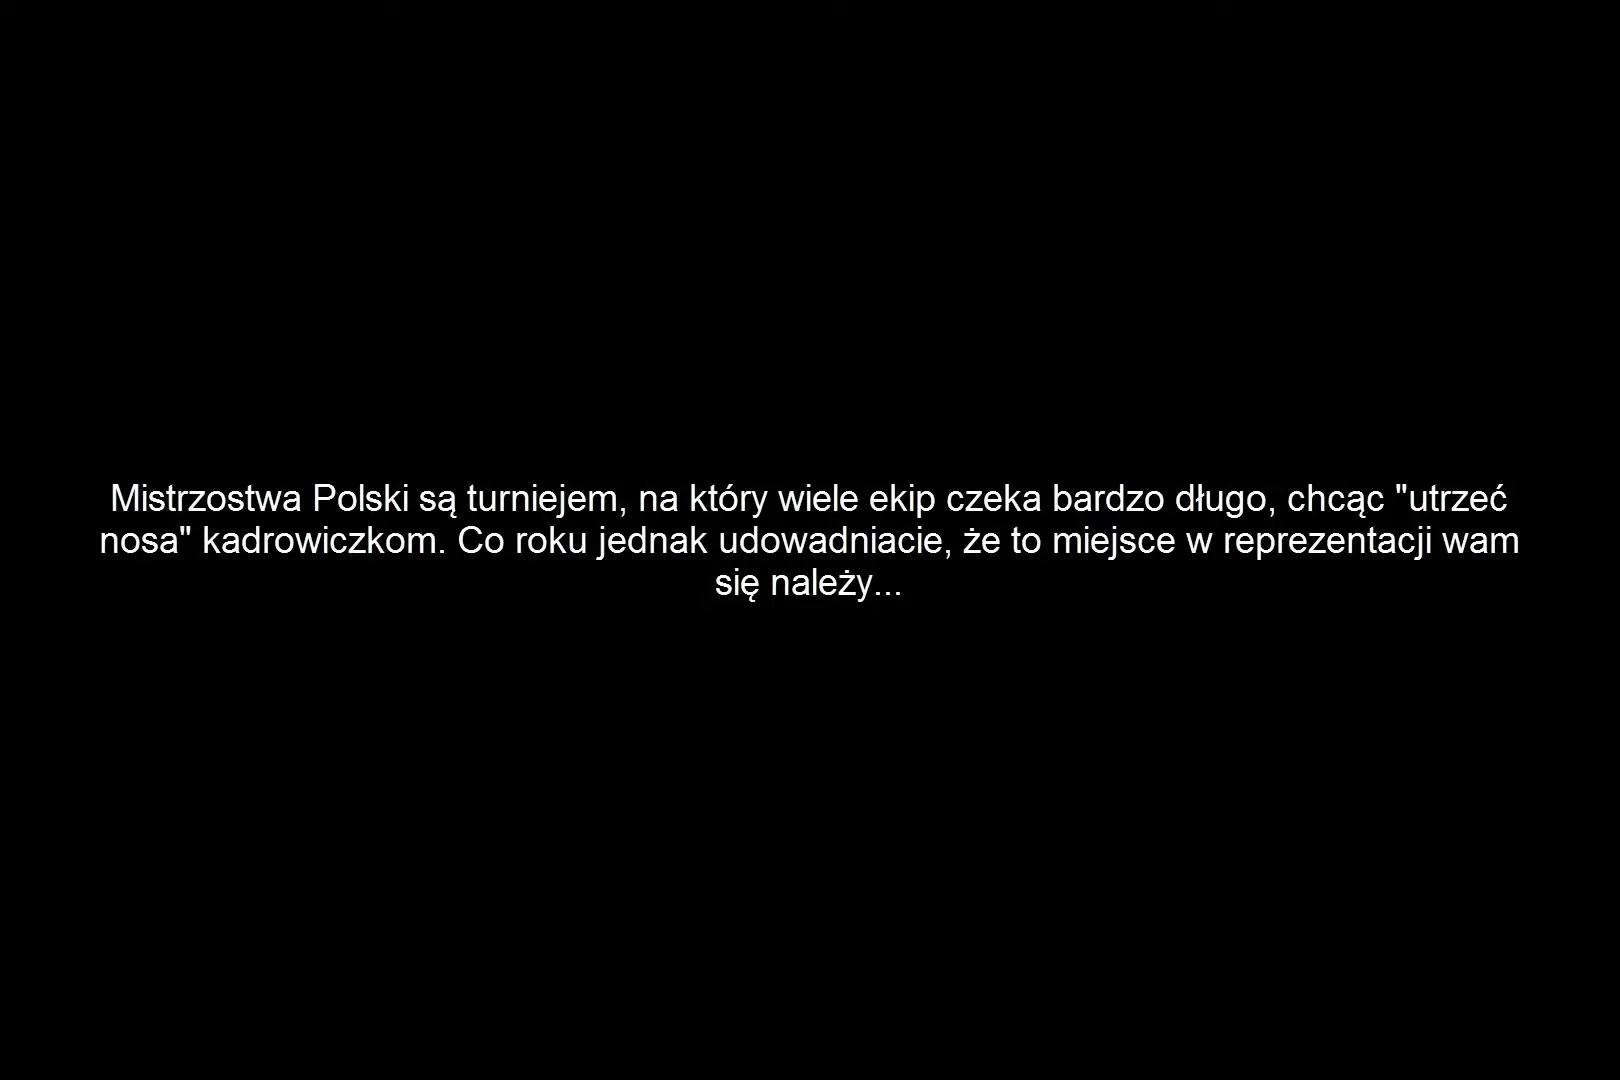 Mistrzostwa Polski są turniejem, na który wiele ekip czeka bardzo długo, chcąc "utrzeć
nosa" kadrowiczkom. Co roku jednak udowadniacie, że to miejsce w reprezentacji wam
się należy...